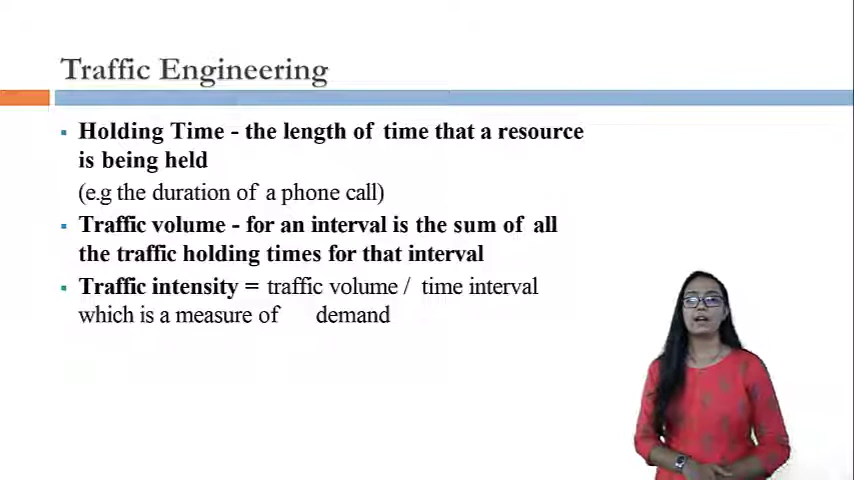 Traffic Engineering
Holding Time - the length of time that a resource
is being held
(e.g the duration of a phone call)
Traffic volume - for an interval is the sum of all
the traffic holding times for that interval
Traffic intensity = traffic volume / time interval
which is a measure of demand